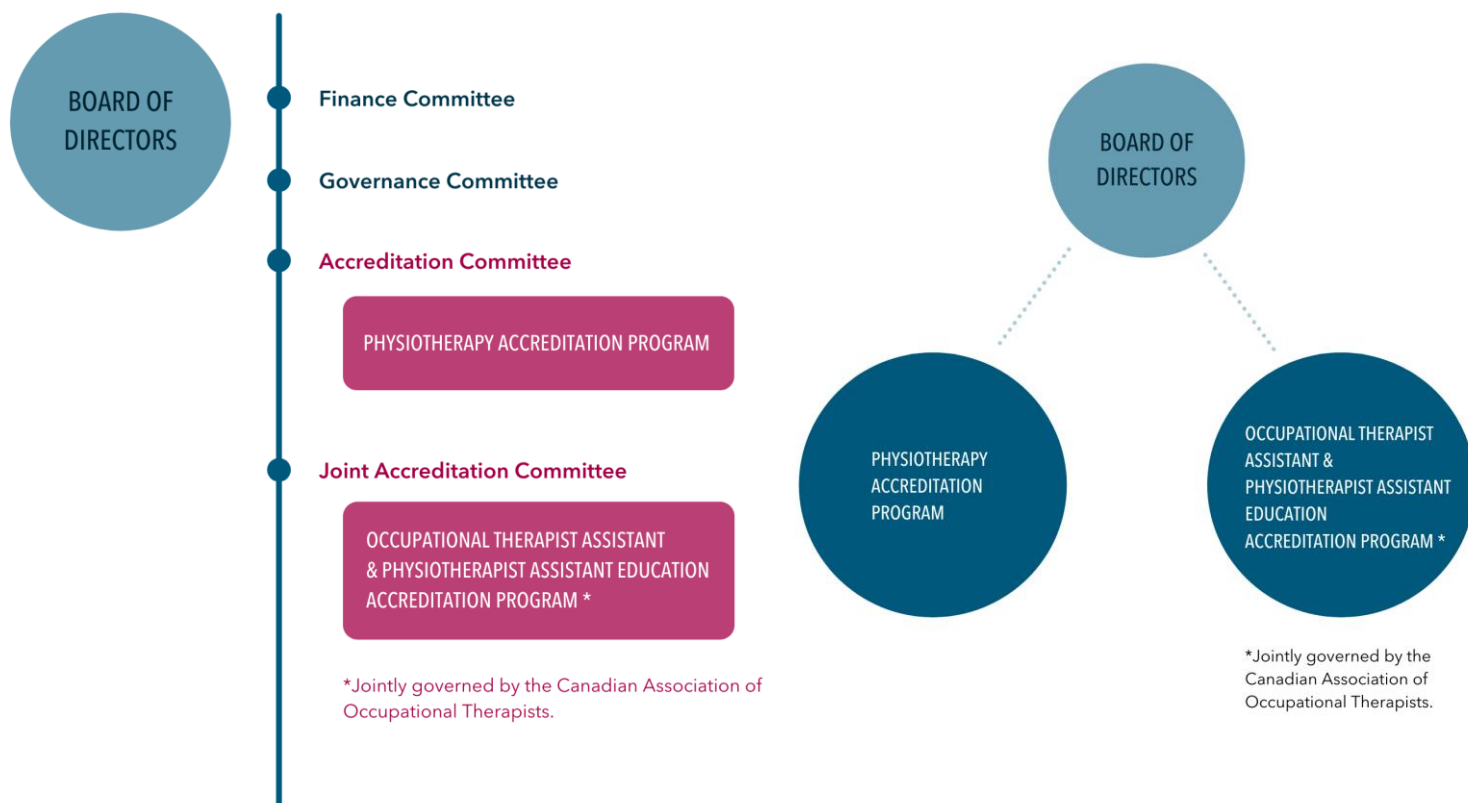 BOARD OF
DIRECTORS
Finance Committee
Governance Committee
Accreditation Committee
PHYSIOTHERAPY ACCREDITATION PROGRAM
Joint Accreditation Committee
OCCUPATIONAL THERAPIST ASSISTANT
& PHYSIOTHERAPIST ASSISTANT EDUCATION
ACCREDITATION PROGRAM *
*Jointly governed by the Canadian Association of
Occupational Therapists.
BOARD OF
DIRECTORS
PHYSIOTHERAPY
ACCREDITATION
PROGRAM
OCCUPATIONAL THERAPIST
ASSISTANT &
PHYSIOTHERAPIST ASSISTANT
EDUCATION
ACCREDITATION PROGRAM *
*Jointly governed by the
Canadian Association of
Occupational Therapists.